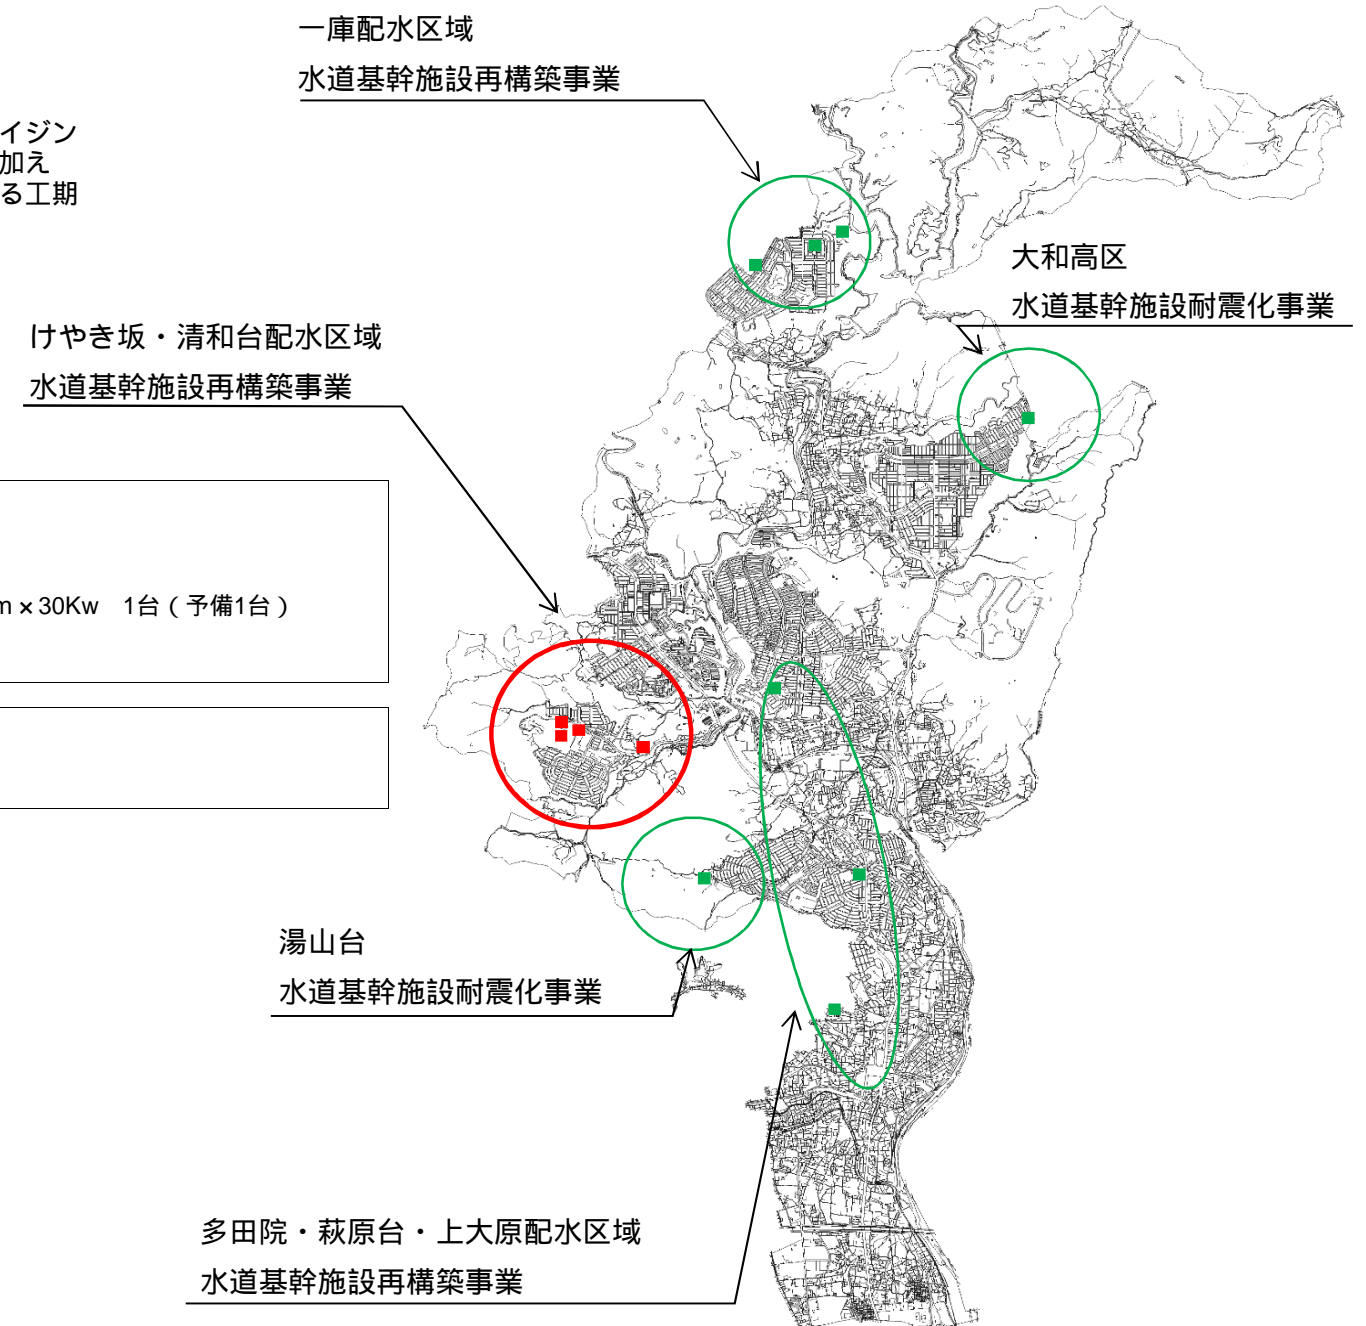 一庫配水区域
水道基幹施設再構築事業
イジン
加え
る工期
大和高区
水道基幹施設耐震化事業
けやき坂・清和台配水区域
水道基幹施設再構築事業
m×30Kw　1台(予備1台)
湯山台
水道基幹施設耐震化事業
多田院・萩原台・上大原配水区域
水道基幹施設再構築事業